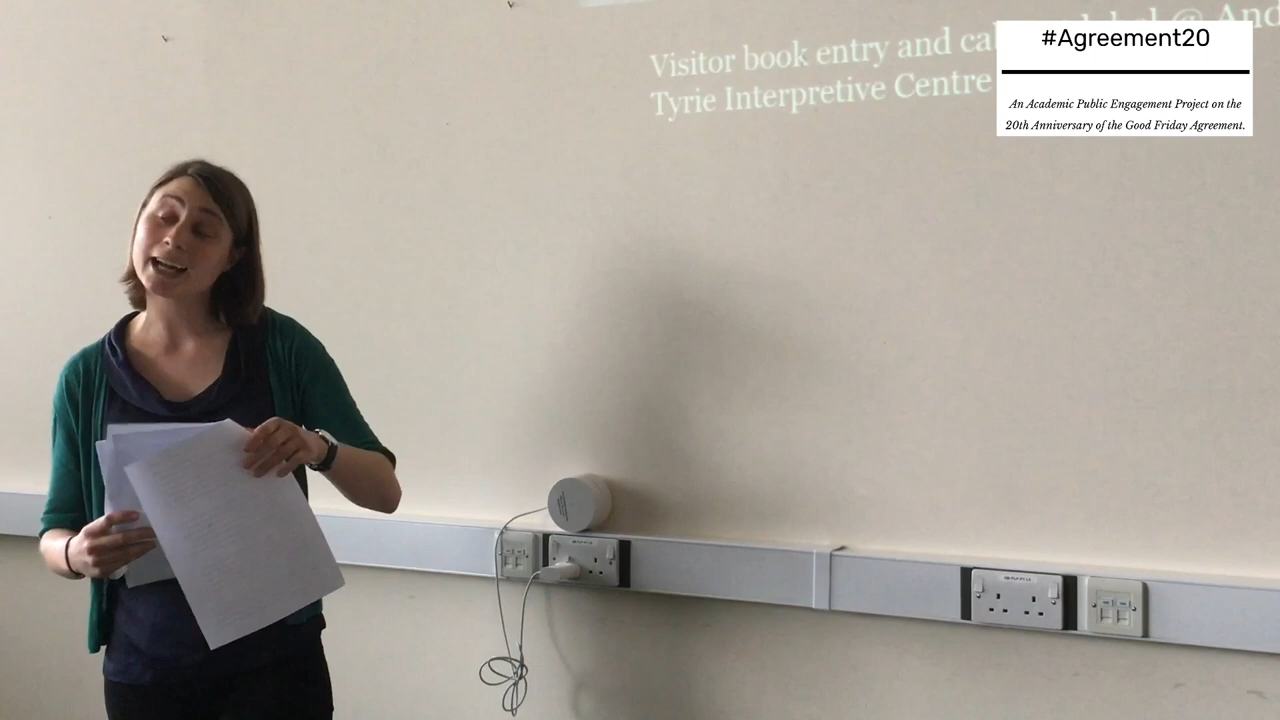 Visitor book entry and
Tyrie Interpretive Centre
#Agreement20
An Academic Public Engagement Project on the
20th Anniversary of the Good Friday Agreement.